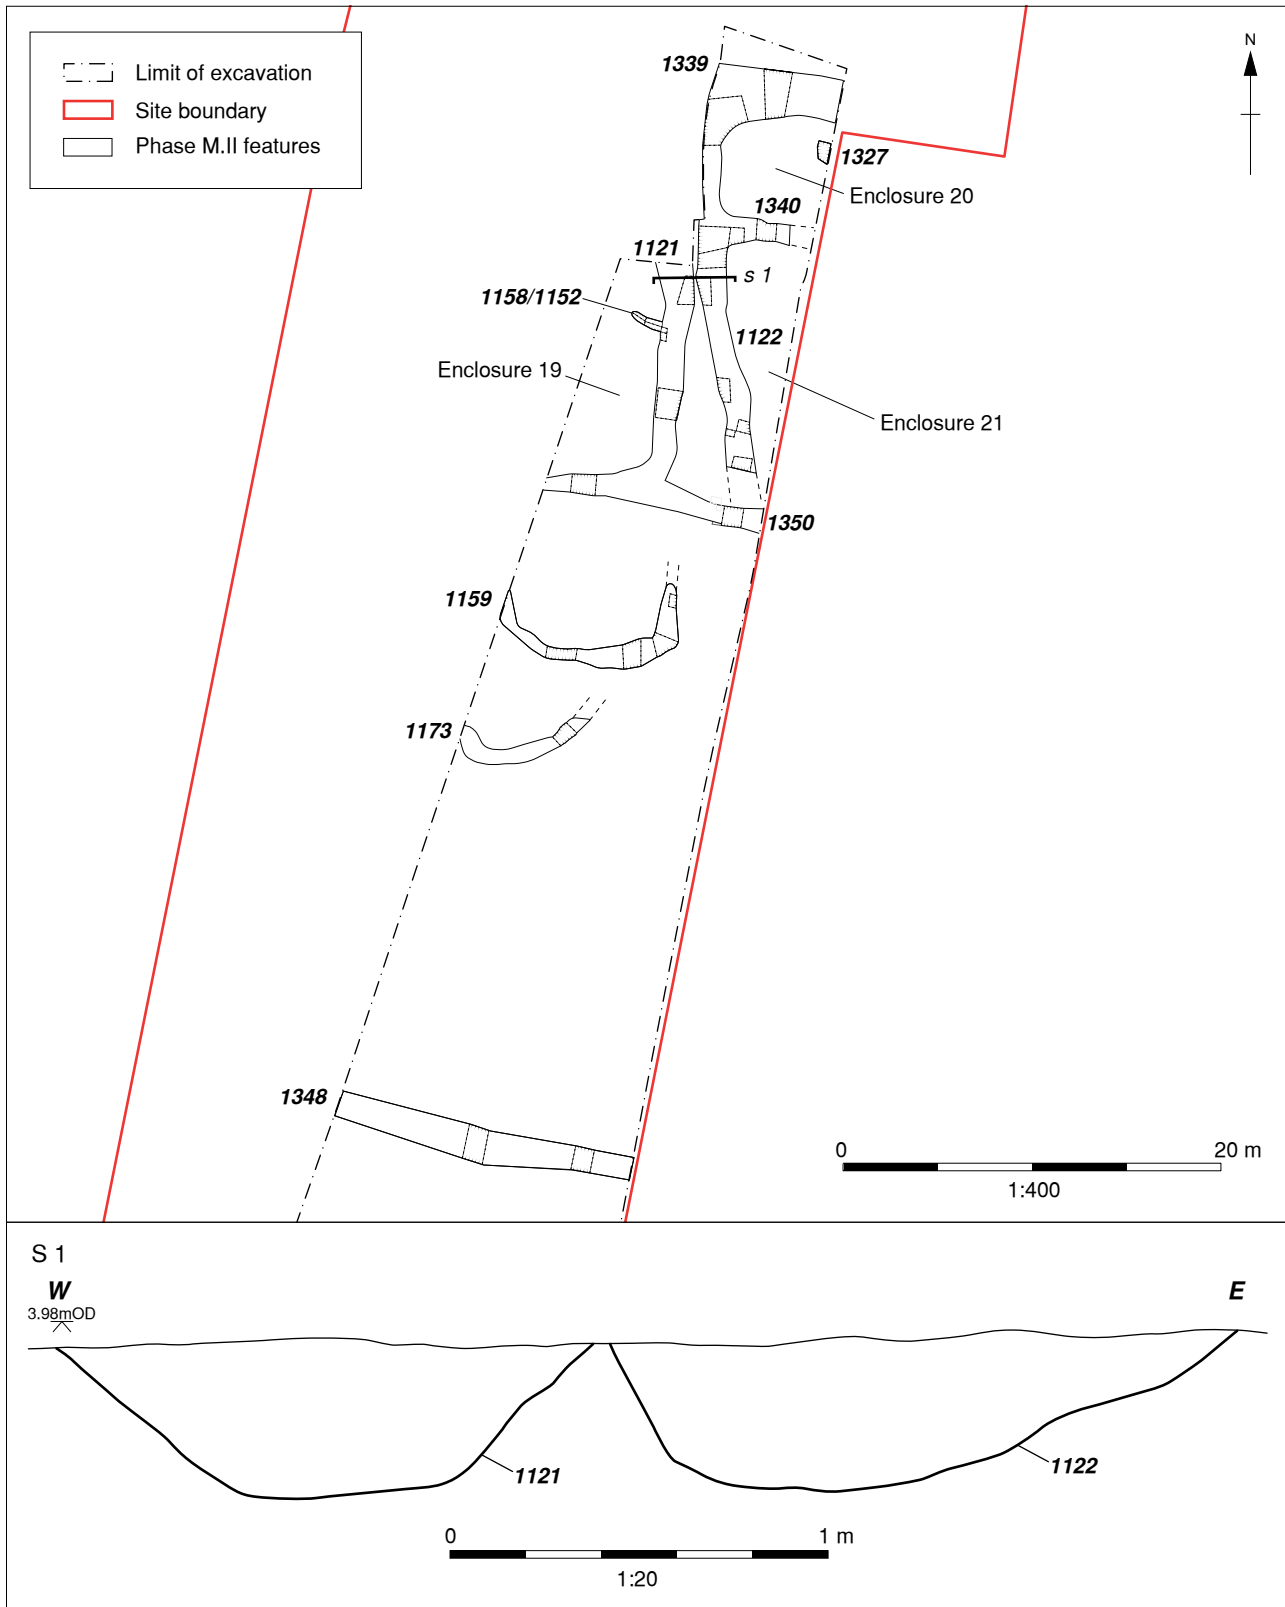 Limit of excavation
Site boundary
Phase M.II features
N
1339
1327
Enclosure 20
1340
1121
s 1
1158/1152
1122
Enclosure 19
Enclosure 21
1350
1159
1173
1348
0 20 m
1:400
S 1
W E
3.98mOD
1121
1122
0 1 m
1:20